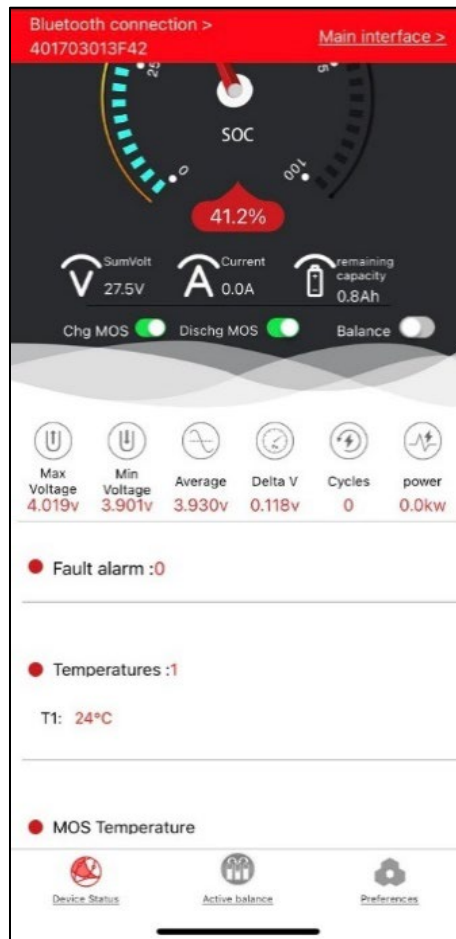 Bluetooth connection >
401703013F42
Main interface >
25
5
0
100
SOC
41.2%
SumVolt
V 27.5V
Current
A 0.0A
remaining
capacity
0.8Ah
Chg MOS
Dischg MOS
Balance
Max
Voltage
4.019v
Min
Voltage
3.901v
Average
3.930v
Delta V
0.118v
Cycles
0
power
0.0kw
Fault alarm :0
Temperatures :1
T1: 24°C
MOS Temperature
Device Status
Active balance
Preferences